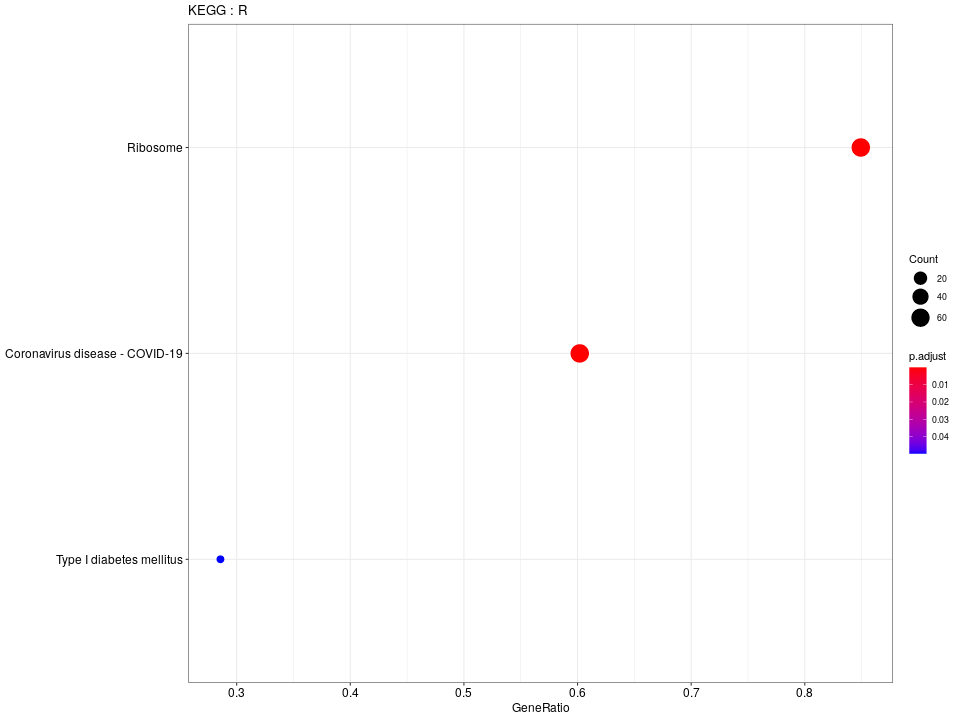 KEGG : R
Ribosome
Coronavirus disease - COVID-19
Type I diabetes mellitus
0.3 0.4 0.5 0.6 0.7 0.8
GeneRatio
Count
20
40
60
p.adjust
0.01
0.02
0.03
0.04